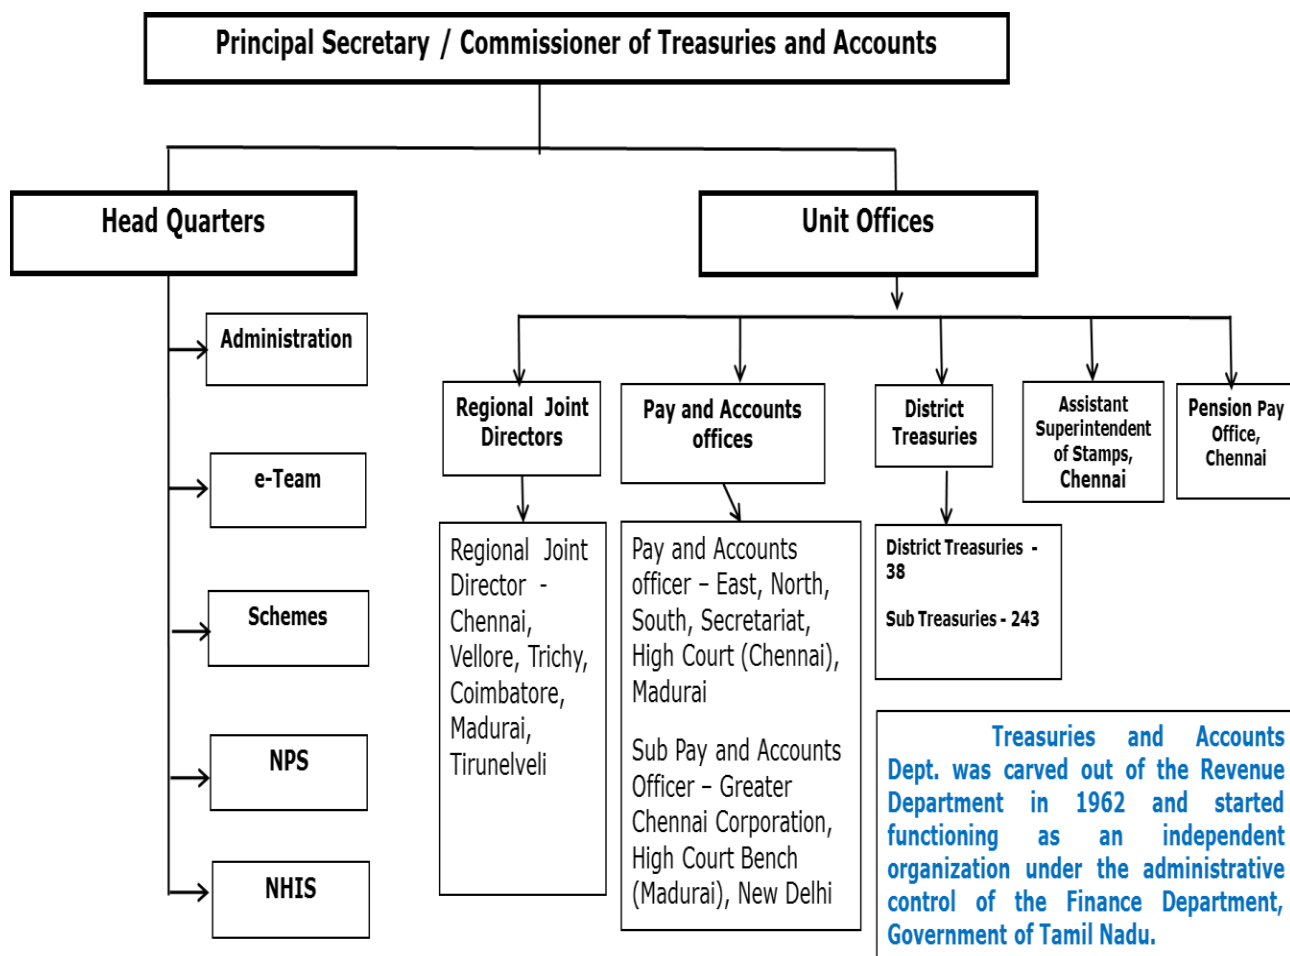 Principal Secretary / Commissioner of Treasuries and Accounts
Head Quarters
Administration
e-Team
Schemes
NPS
NHIS
Unit Offices
Regional Joint
Directors
Regional Joint
Director -
Chennai,
Vellore, Trichy,
Coimbatore,
Madurai,
Tirunelveli
Pay and Accounts
offices
Pay and Accounts
officer – East, North,
South, Secretariat,
High Court (Chennai),
Madurai
Sub Pay and Accounts
Officer – Greater
Chennai Corporation,
High Court Bench
(Madurai), New Delhi
District
Treasuries
District Treasuries -
38
Sub Treasuries - 243
Assistant
Superintendent
of Stamps,
Chennai
Pension Pay
Office,
Chennai
Treasuries and Accounts
Dept. was carved out of the Revenue
Department in 1962 and started
functioning as an independent
organization under the administrative
control of the Finance Department,
Government of Tamil Nadu.